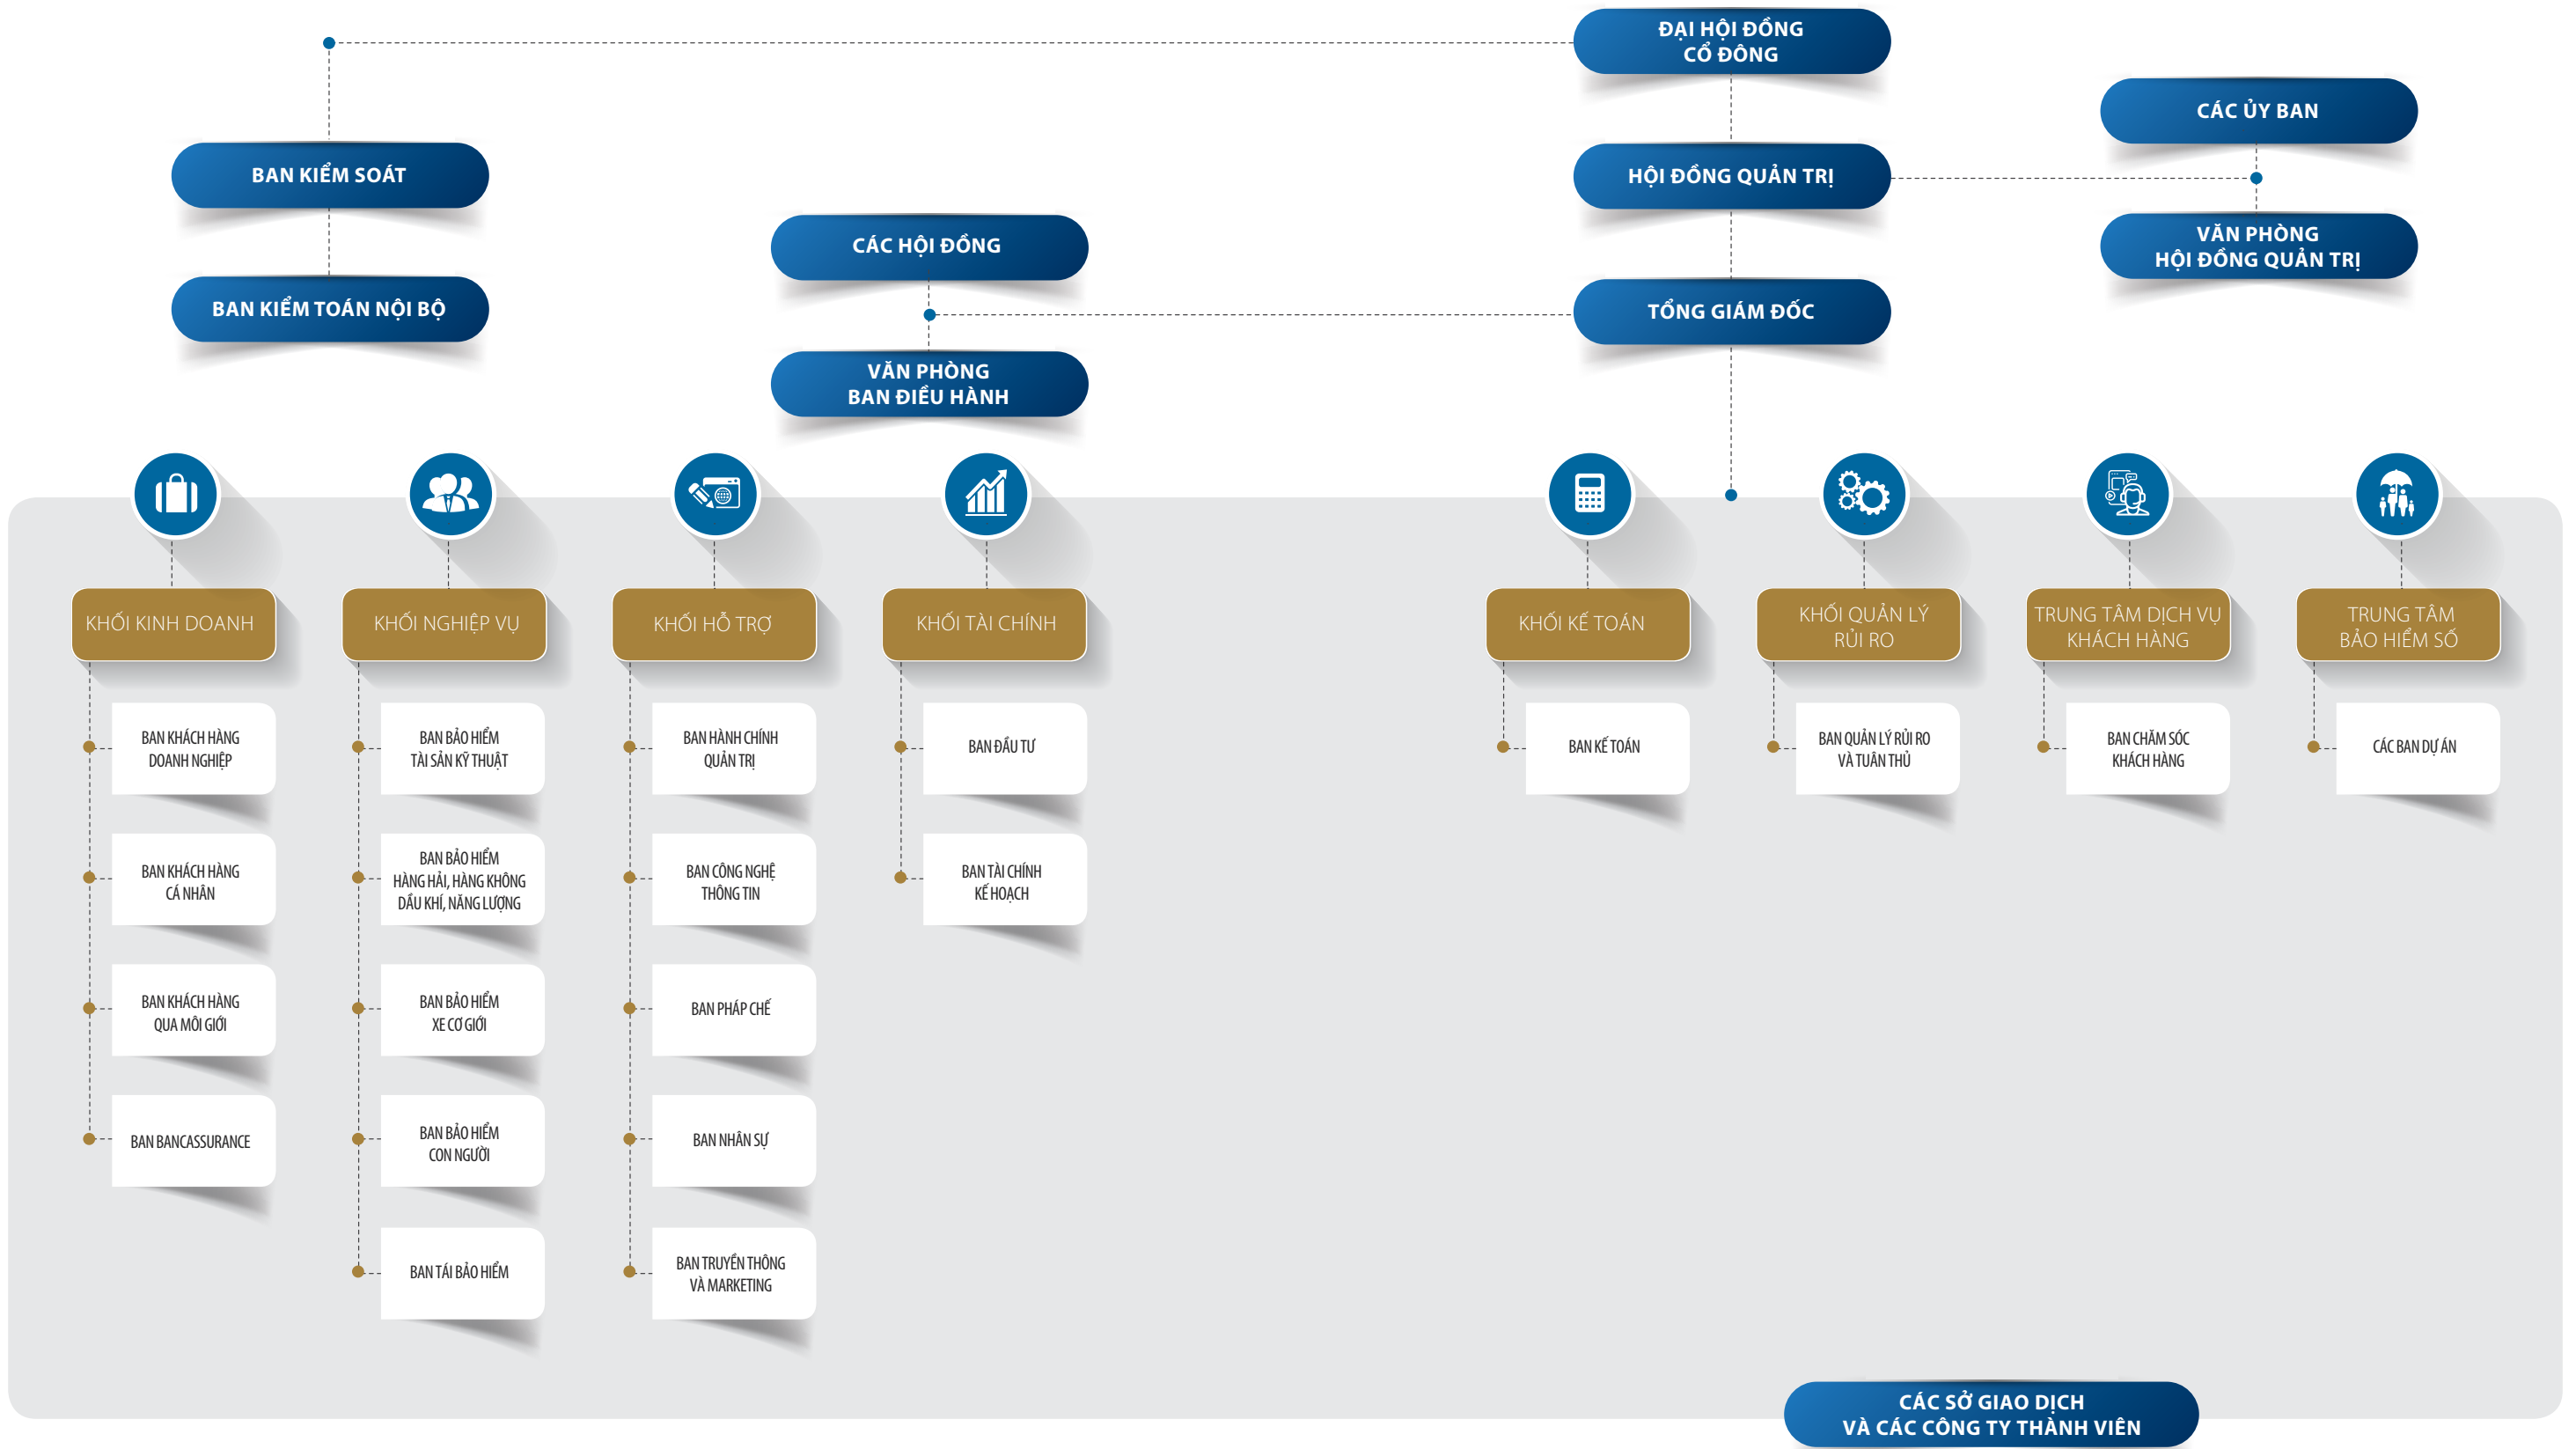 ĐẠI HỘI ĐỒNG
CỔ ĐÔNG
CÁC ỦY BAN
BAN KIỂM SOÁT
HỘI ĐỒNG QUẢN TRỊ
CÁC HỘI ĐỒNG
VĂN PHÒNG
HỘI ĐỒNG QUẢN TRỊ
BAN KIỂM TOÁN NỘI BỘ
TỔNG GIÁM ĐỐC
VĂN PHÒNG
BAN ĐIỀU HÀNH
KHỐI KINH DOANH
BAN KHÁCH HÀNG
DOANH NGHIỆP
BAN KHÁCH HÀNG
CÁ NHÂN
BAN KHÁCH HÀNG
QUA MÔI GIỚI
BAN BANCASSURANCE
KHỐI NGHIỆP VỤ
BAN BẢO HIỂM
TÀI SẢN KỸ THUẬT
BAN BẢO HIỂM
HÀNG HẢI, HÀNG KHÔNG
DẦU KHÍ, NĂNG LƯỢNG
BAN BẢO HIỂM
XE CƠ GIỚI
BAN BẢO HIỂM
CON NGƯỜI
BAN TÁI BẢO HIỂM
KHỐI HỖ TRỢ
BAN HÀNH CHÍNH
QUẢN TRỊ
BAN CÔNG NGHỆ
THÔNG TIN
BAN PHÁP CHẾ
BAN NHÂN SỰ
BAN TRUYỀN THÔNG
VÀ MARKETING
KHỐI TÀI CHÍNH
BAN ĐẦU TƯ
BAN TÀI CHÍNH
KẾ HOẠCH
KHỐI KẾ TOÁN
BAN KẾ TOÁN
KHỐI QUẢN LÝ
RỦI RO
BAN QUẢN LÝ RỦI RO
VÀ TUÂN THỦ
TRUNG TÂM DỊCH VỤ
KHÁCH HÀNG
BAN CHĂM SÓC
KHÁCH HÀNG
TRUNG TÂM
BẢO HIỂM SỐ
CÁC BAN DỰ ÁN
CÁC SỞ GIAO DỊCH
VÀ CÁC CÔNG TY THÀNH VIÊN